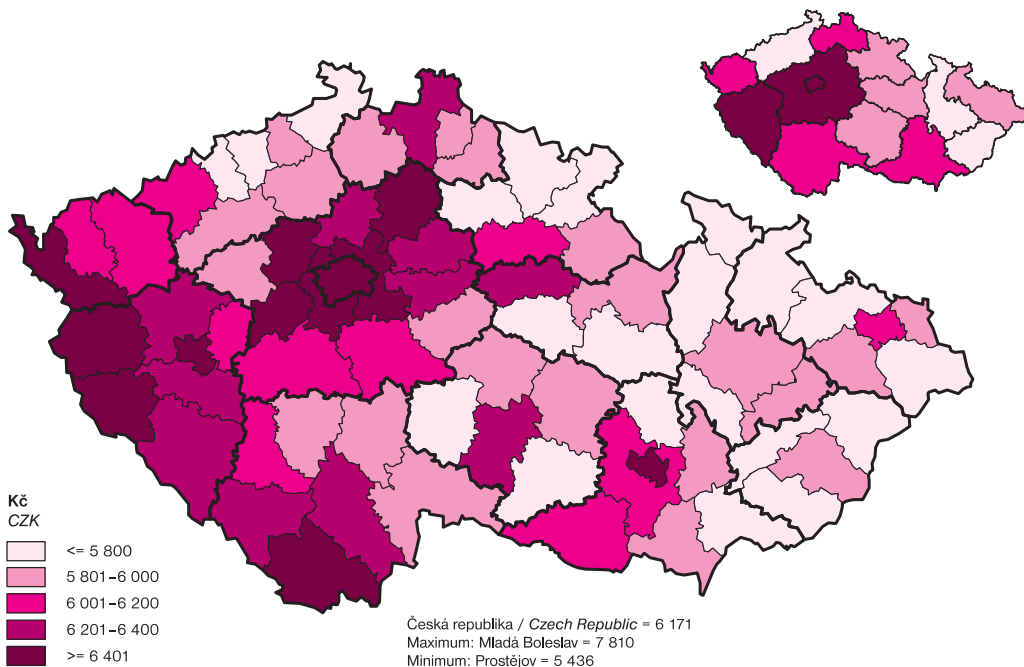 Kč
CZK
<= 5 800
5 801–6 000
6 001–6 200
6 201–6 400
>= 6 401
Česká republika / Czech Republic = 6 171
Maximum: Mladá Boleslav = 7 810
Minimum: Prostějov = 5 436